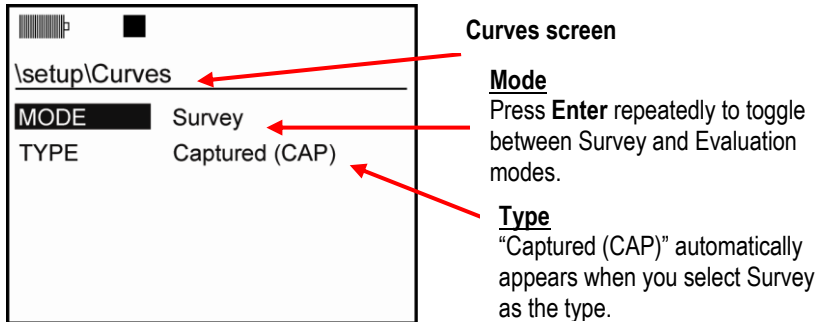 Curves screen
\setup\Curves
MODE Survey
TYPE Captured (CAP)
Mode
Press Enter repeatedly to toggle
between Survey and Evaluation
modes.
Type
“Captured (CAP)” automatically
appears when you select Survey
as the type.